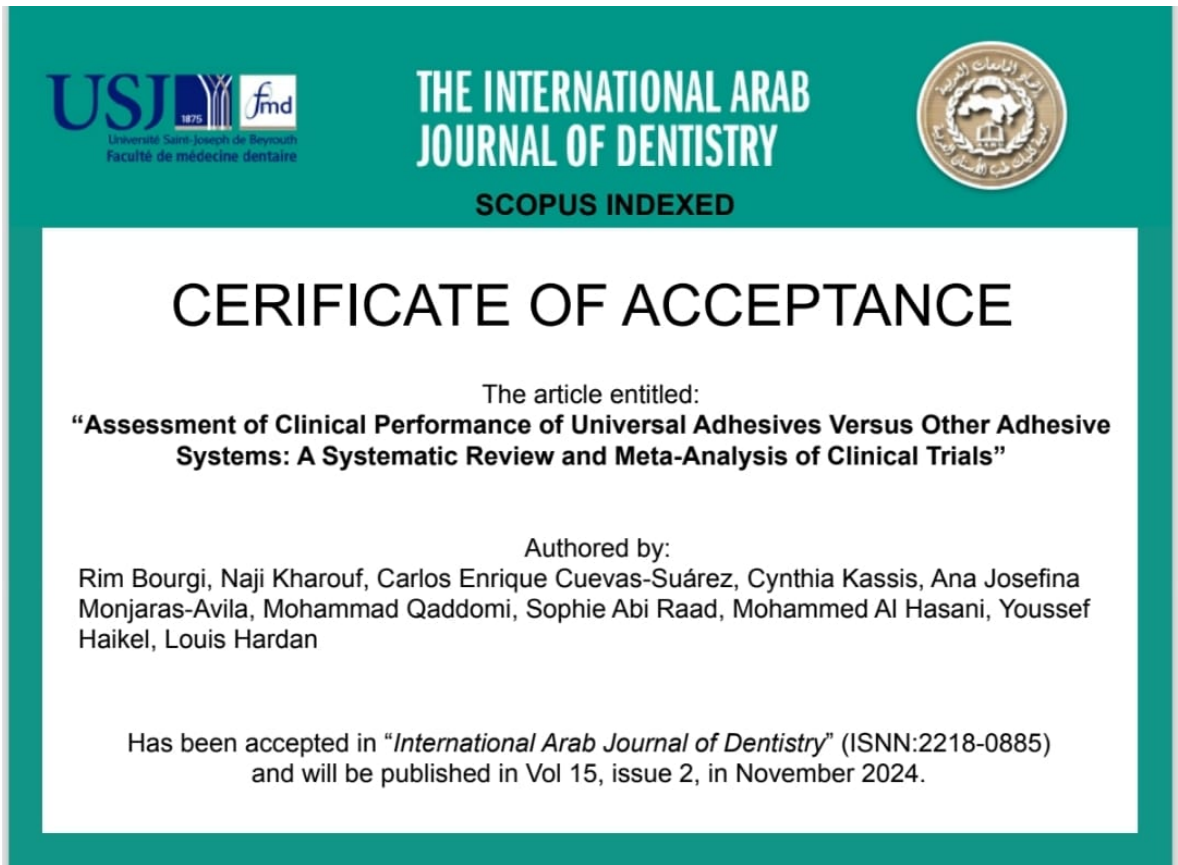 USJ
1875
fmd
Université Saint-Joseph de Beyrouth
Faculté de médecine dentaire
THE INTERNATIONAL ARAB
JOURNAL OF DENTISTRY
SCOPUS INDEXED
CERIFICATE OF ACCEPTANCE
The article entitled:
“Assessment of Clinical Performance of Universal Adhesives Versus Other Adhesive
Systems: A Systematic Review and Meta-Analysis of Clinical Trials”
Authored by:
Rim Bourgi, Naji Kharouf, Carlos Enrique Cuevas-Suárez, Cynthia Kassis, Ana Josefina
Monjaras-Avila, Mohammad Qaddomi, Sophie Abi Raad, Mohammed Al Hasani, Youssef
Haikel, Louis Hardan
Has been accepted in “International Arab Journal of Dentistry” (ISNN:2218-0885)
and will be published in Vol 15, issue 2, in November 2024.